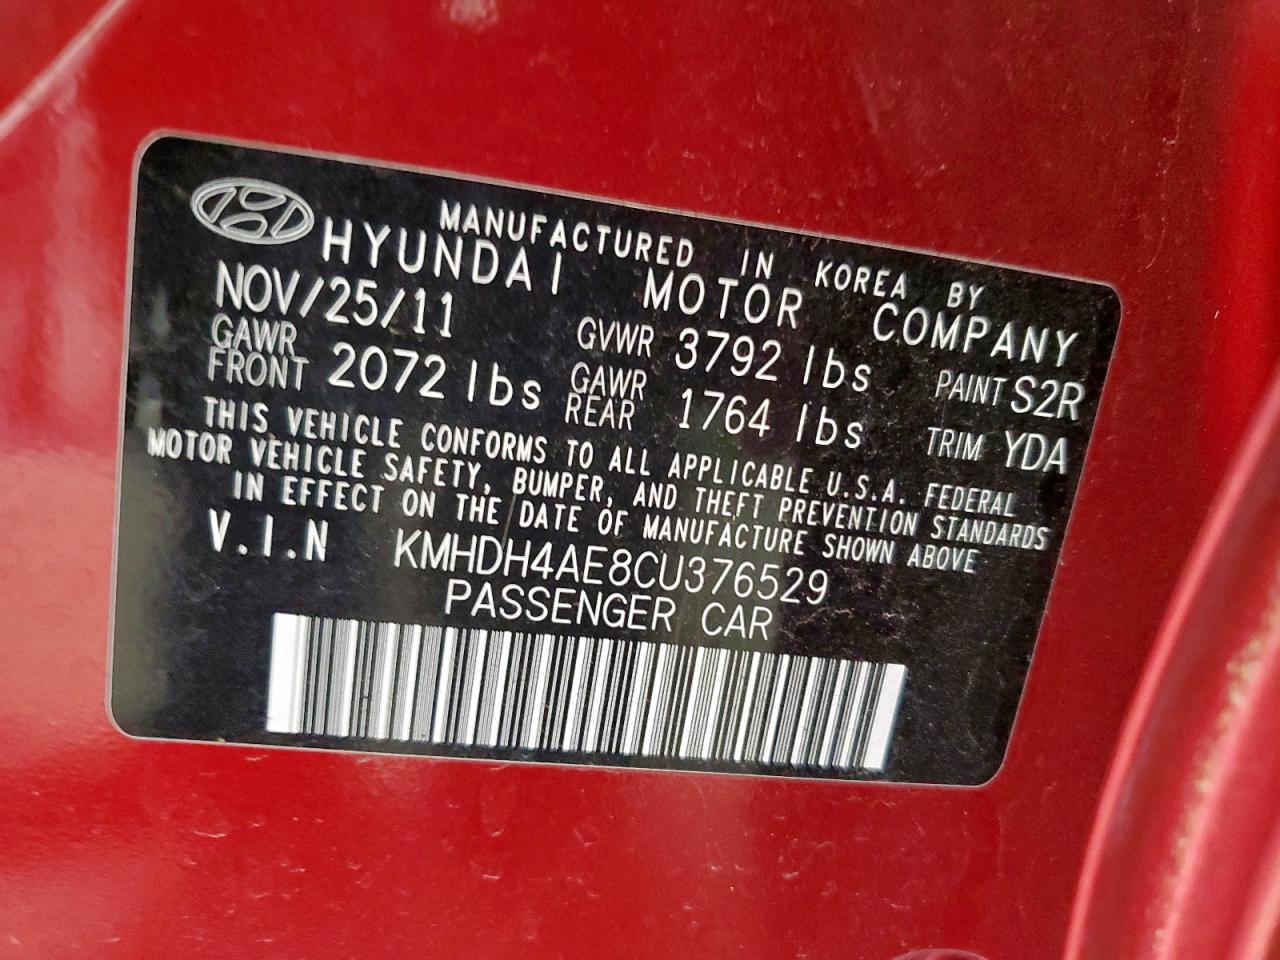 MANUFACTURED IN KOREA BY
HYUNDAI MOTOR COMPANY
NOV/25/11 GVWR 3792 lbs PAINT S2R
GAWR FRONT 2072 lbs GAWR REAR 1764 lbs TRIM YDA
THIS VEHICLE CONFORMS TO ALL APPLICABLE U.S.A. FEDERAL
MOTOR VEHICLE SAFETY, BUMPER, AND THEFT PREVENTION STANDARDS
IN EFFECT ON THE DATE OF MANUFACTURE SHOWN ABOVE
V.I.N KMHDH4AE8CU376529
PASSENGER CAR